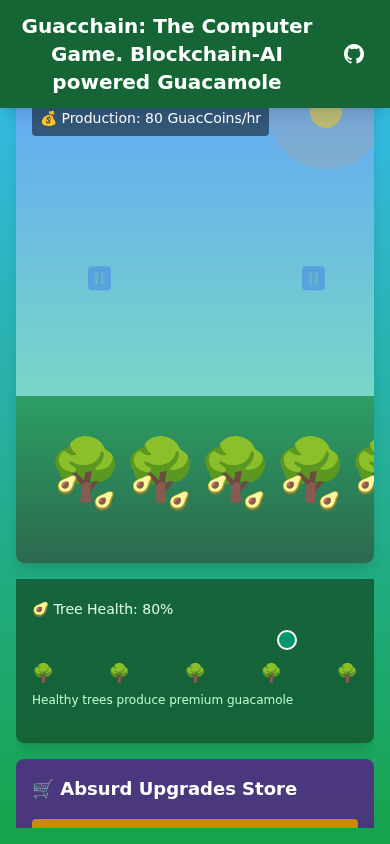 Guacchain: The Computer
Game. Blockchain-AI
powered Guacamole
💰 Production: 80 GuacCoins/hr
🥑 Tree Health: 80%
Healthy trees produce premium guacamole
🛒 Absurd Upgrades Store